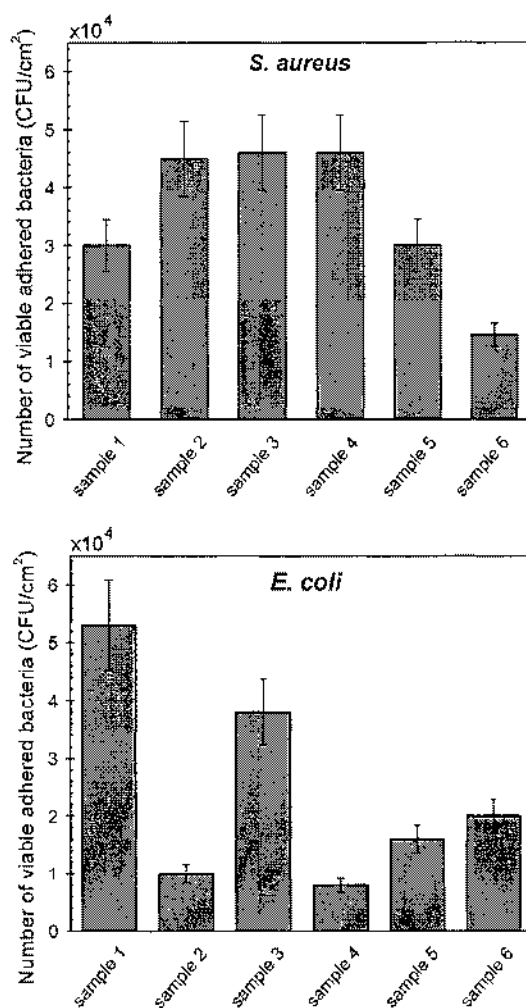 ×10⁴
S. aureus
Number of viable adhered bacteria (CFU/cm²)
6
5
4
3
2
1
0
sample 1
sample 2
sample 3
sample 4
sample 5
sample 6
×10⁴
E. coli
Number of viable adhered bacteria (CFU/cm²)
6
5
4
3
2
1
0
sample 1
sample 2
sample 3
sample 4
sample 5
sample 6